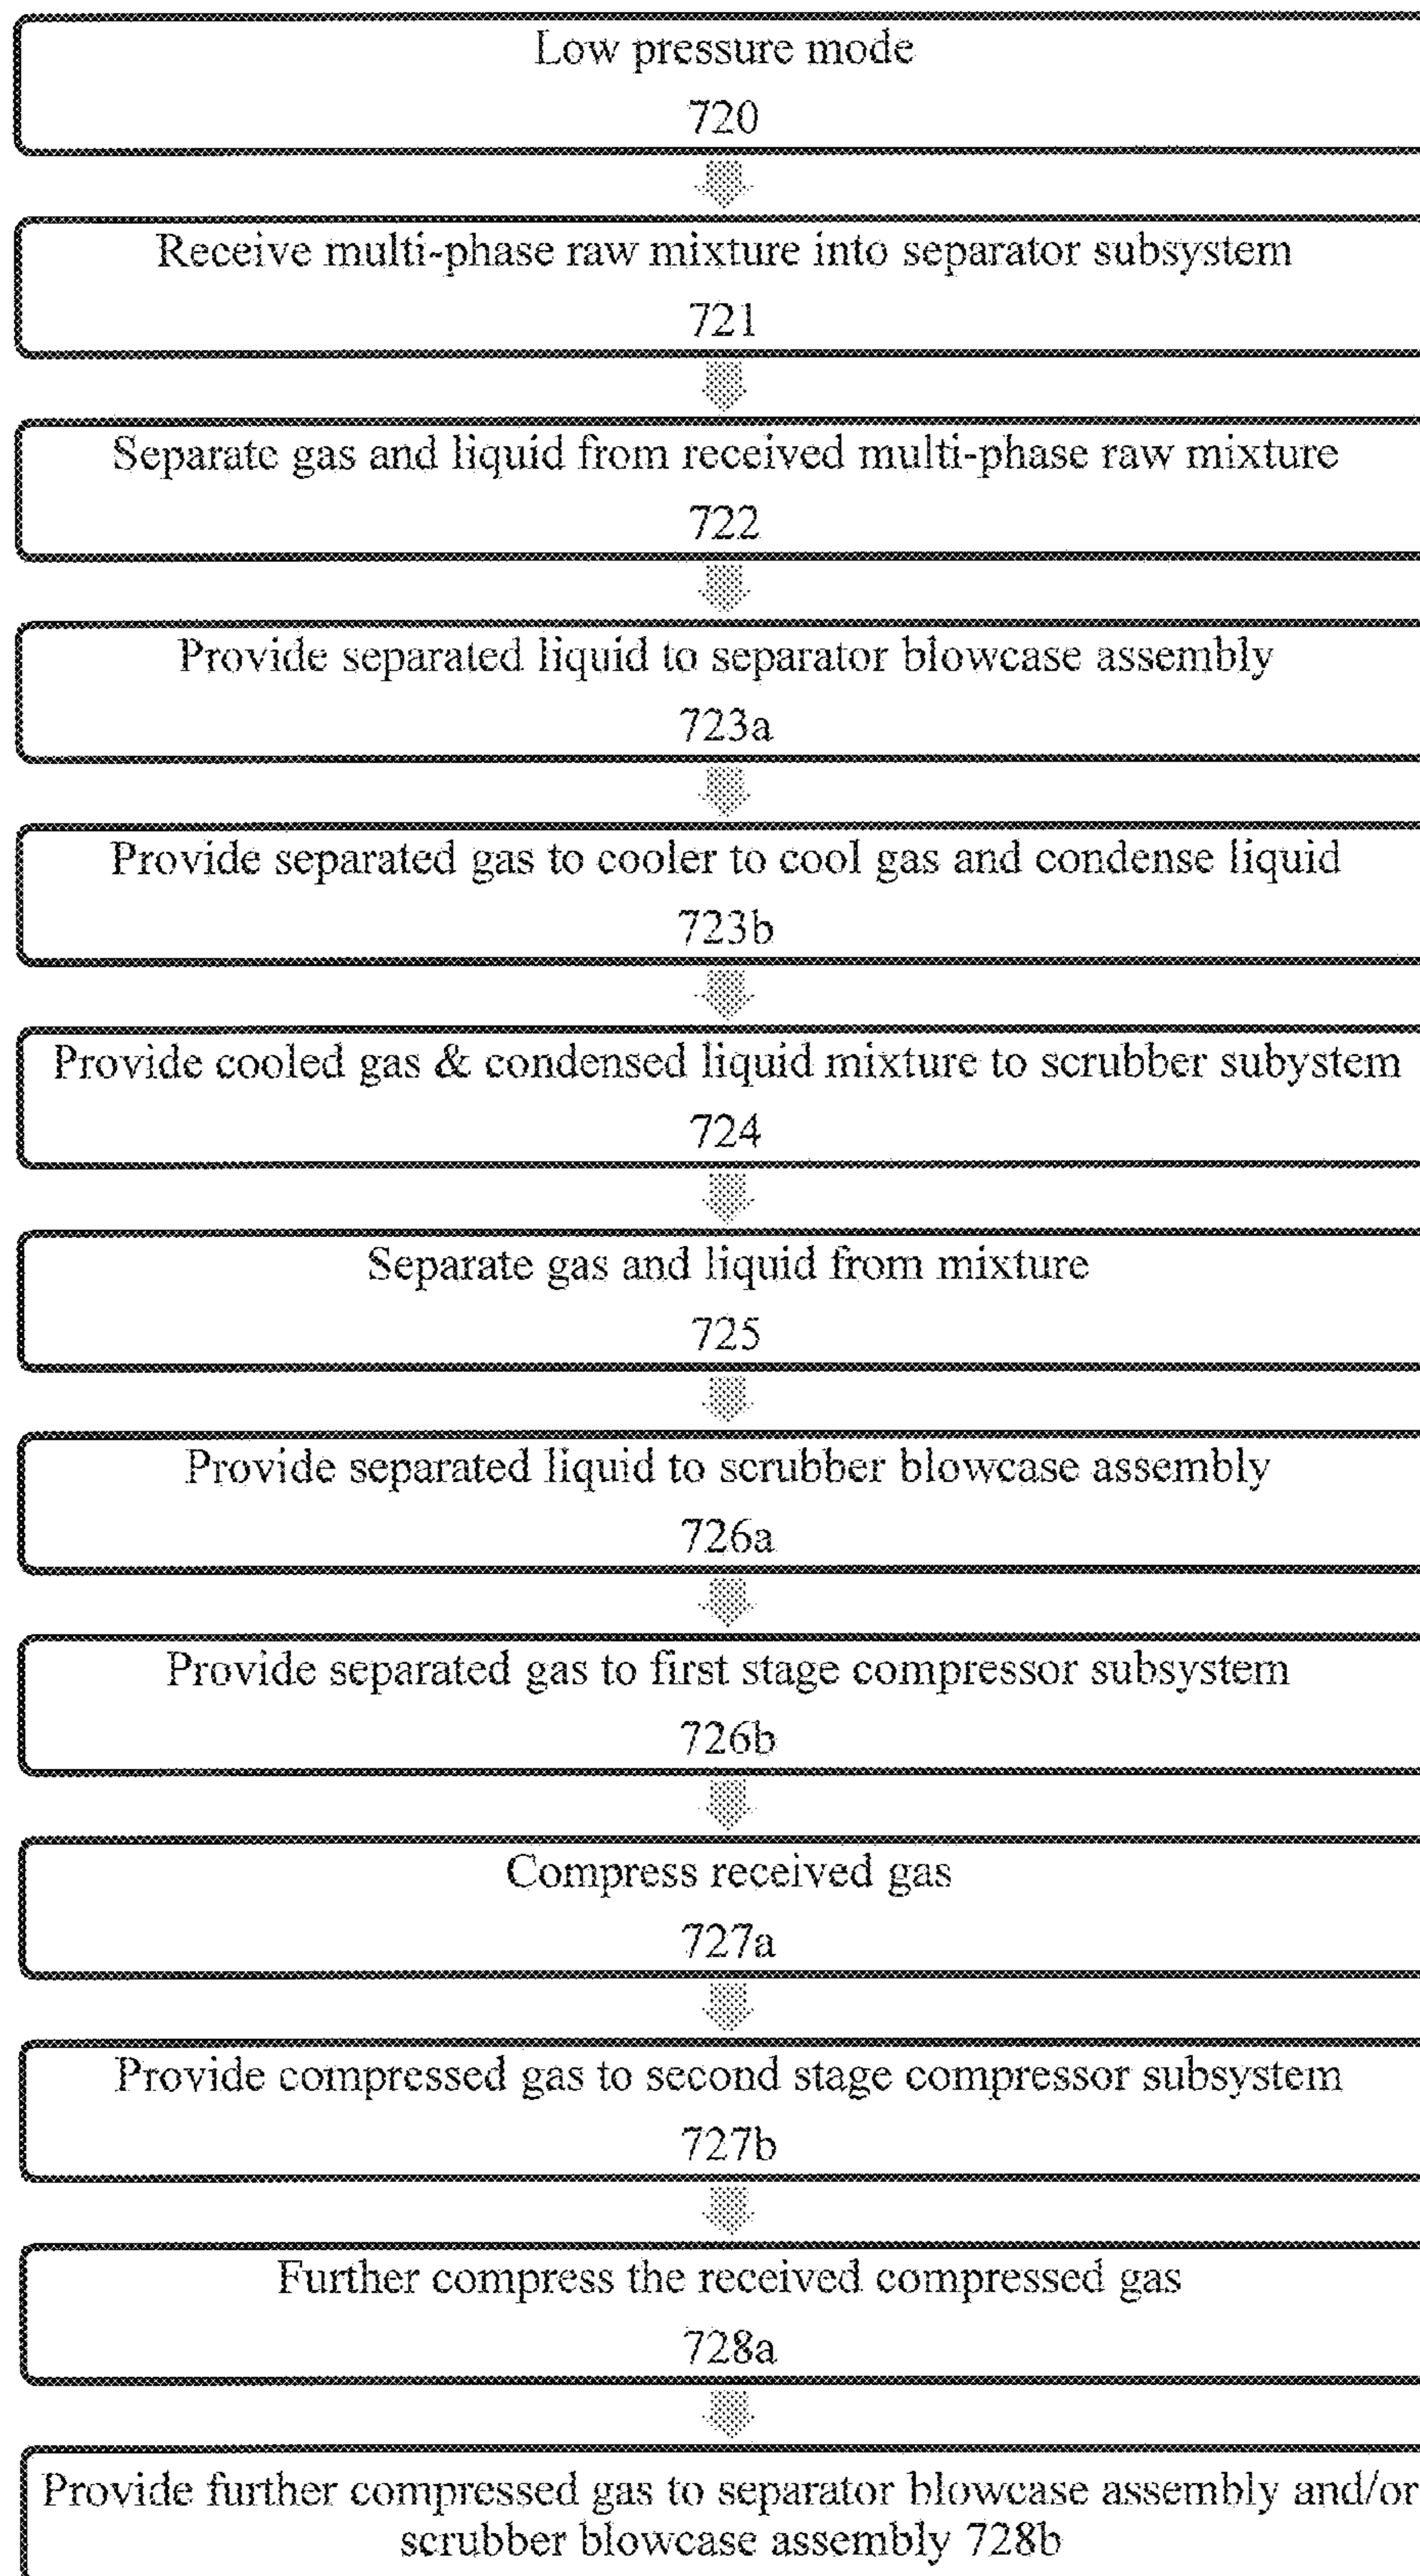 Low pressure mode
720
Receive multi-phase raw mixture into separator subsystem
721
Separate gas and liquid from received multi-phase raw mixture
722
Provide separated liquid to separator blowcase assembly
723a
Provide separated gas to cooler to cool gas and condense liquid
723b
Provide cooled gas & condensed liquid mixture to scrubber subystem
724
Separate gas and liquid from mixture
725
Provide separated liquid to scrubber blowcase assembly
726a
Provide separated gas to first stage compressor subsystem
726b
Compress received gas
727a
Provide compressed gas to second stage compressor subsystem
727b
Further compress the received compressed gas
728a
Provide further compressed gas to separator blowcase assembly and/or
scrubber blowcase assembly 728b